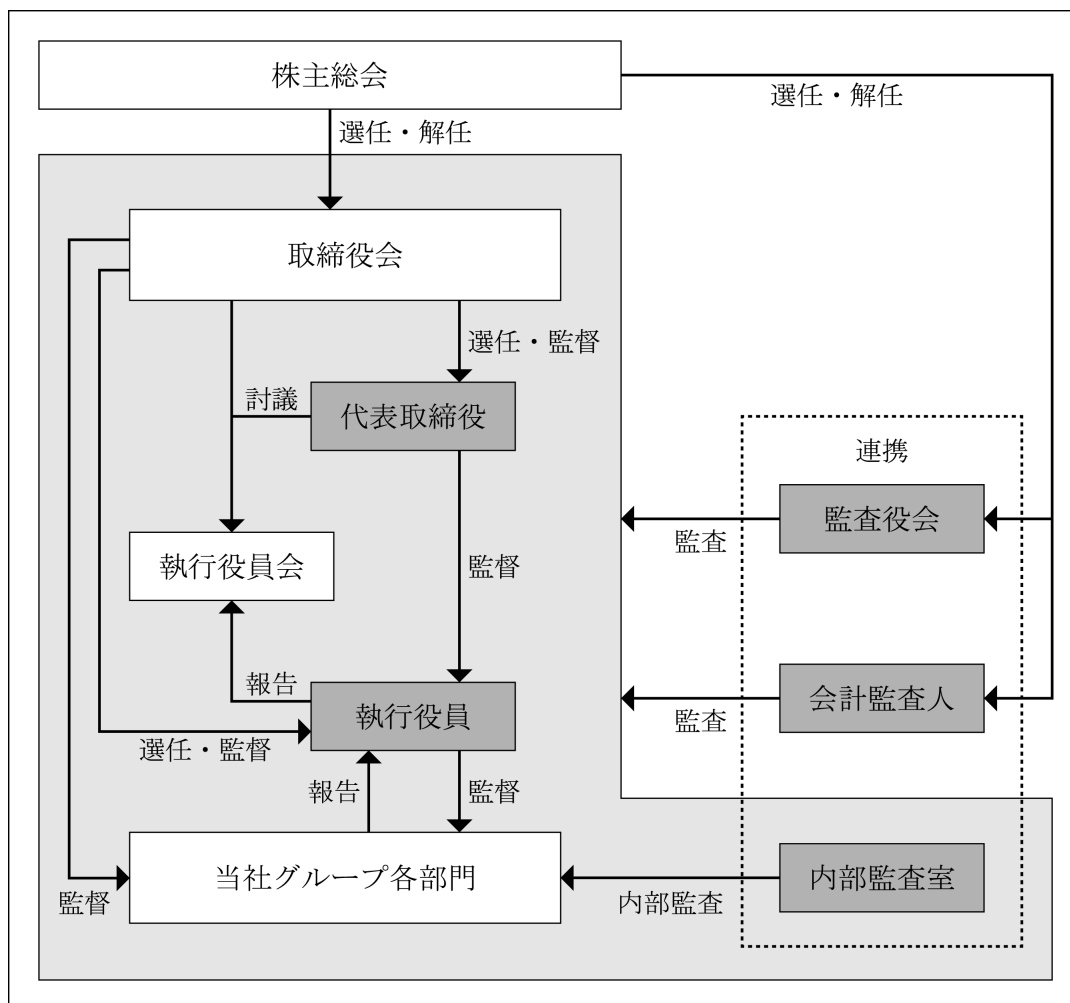 株主総会
選任・解任
選任・解任
取締役会
選任・監督
討議
代表取締役
連携
監査役会
監査
執行役員会
監督
報告
会計監査人
監査
執行役員
選任・監督
報告
監督
当社グループ各部門
内部監査室
監督
内部監査